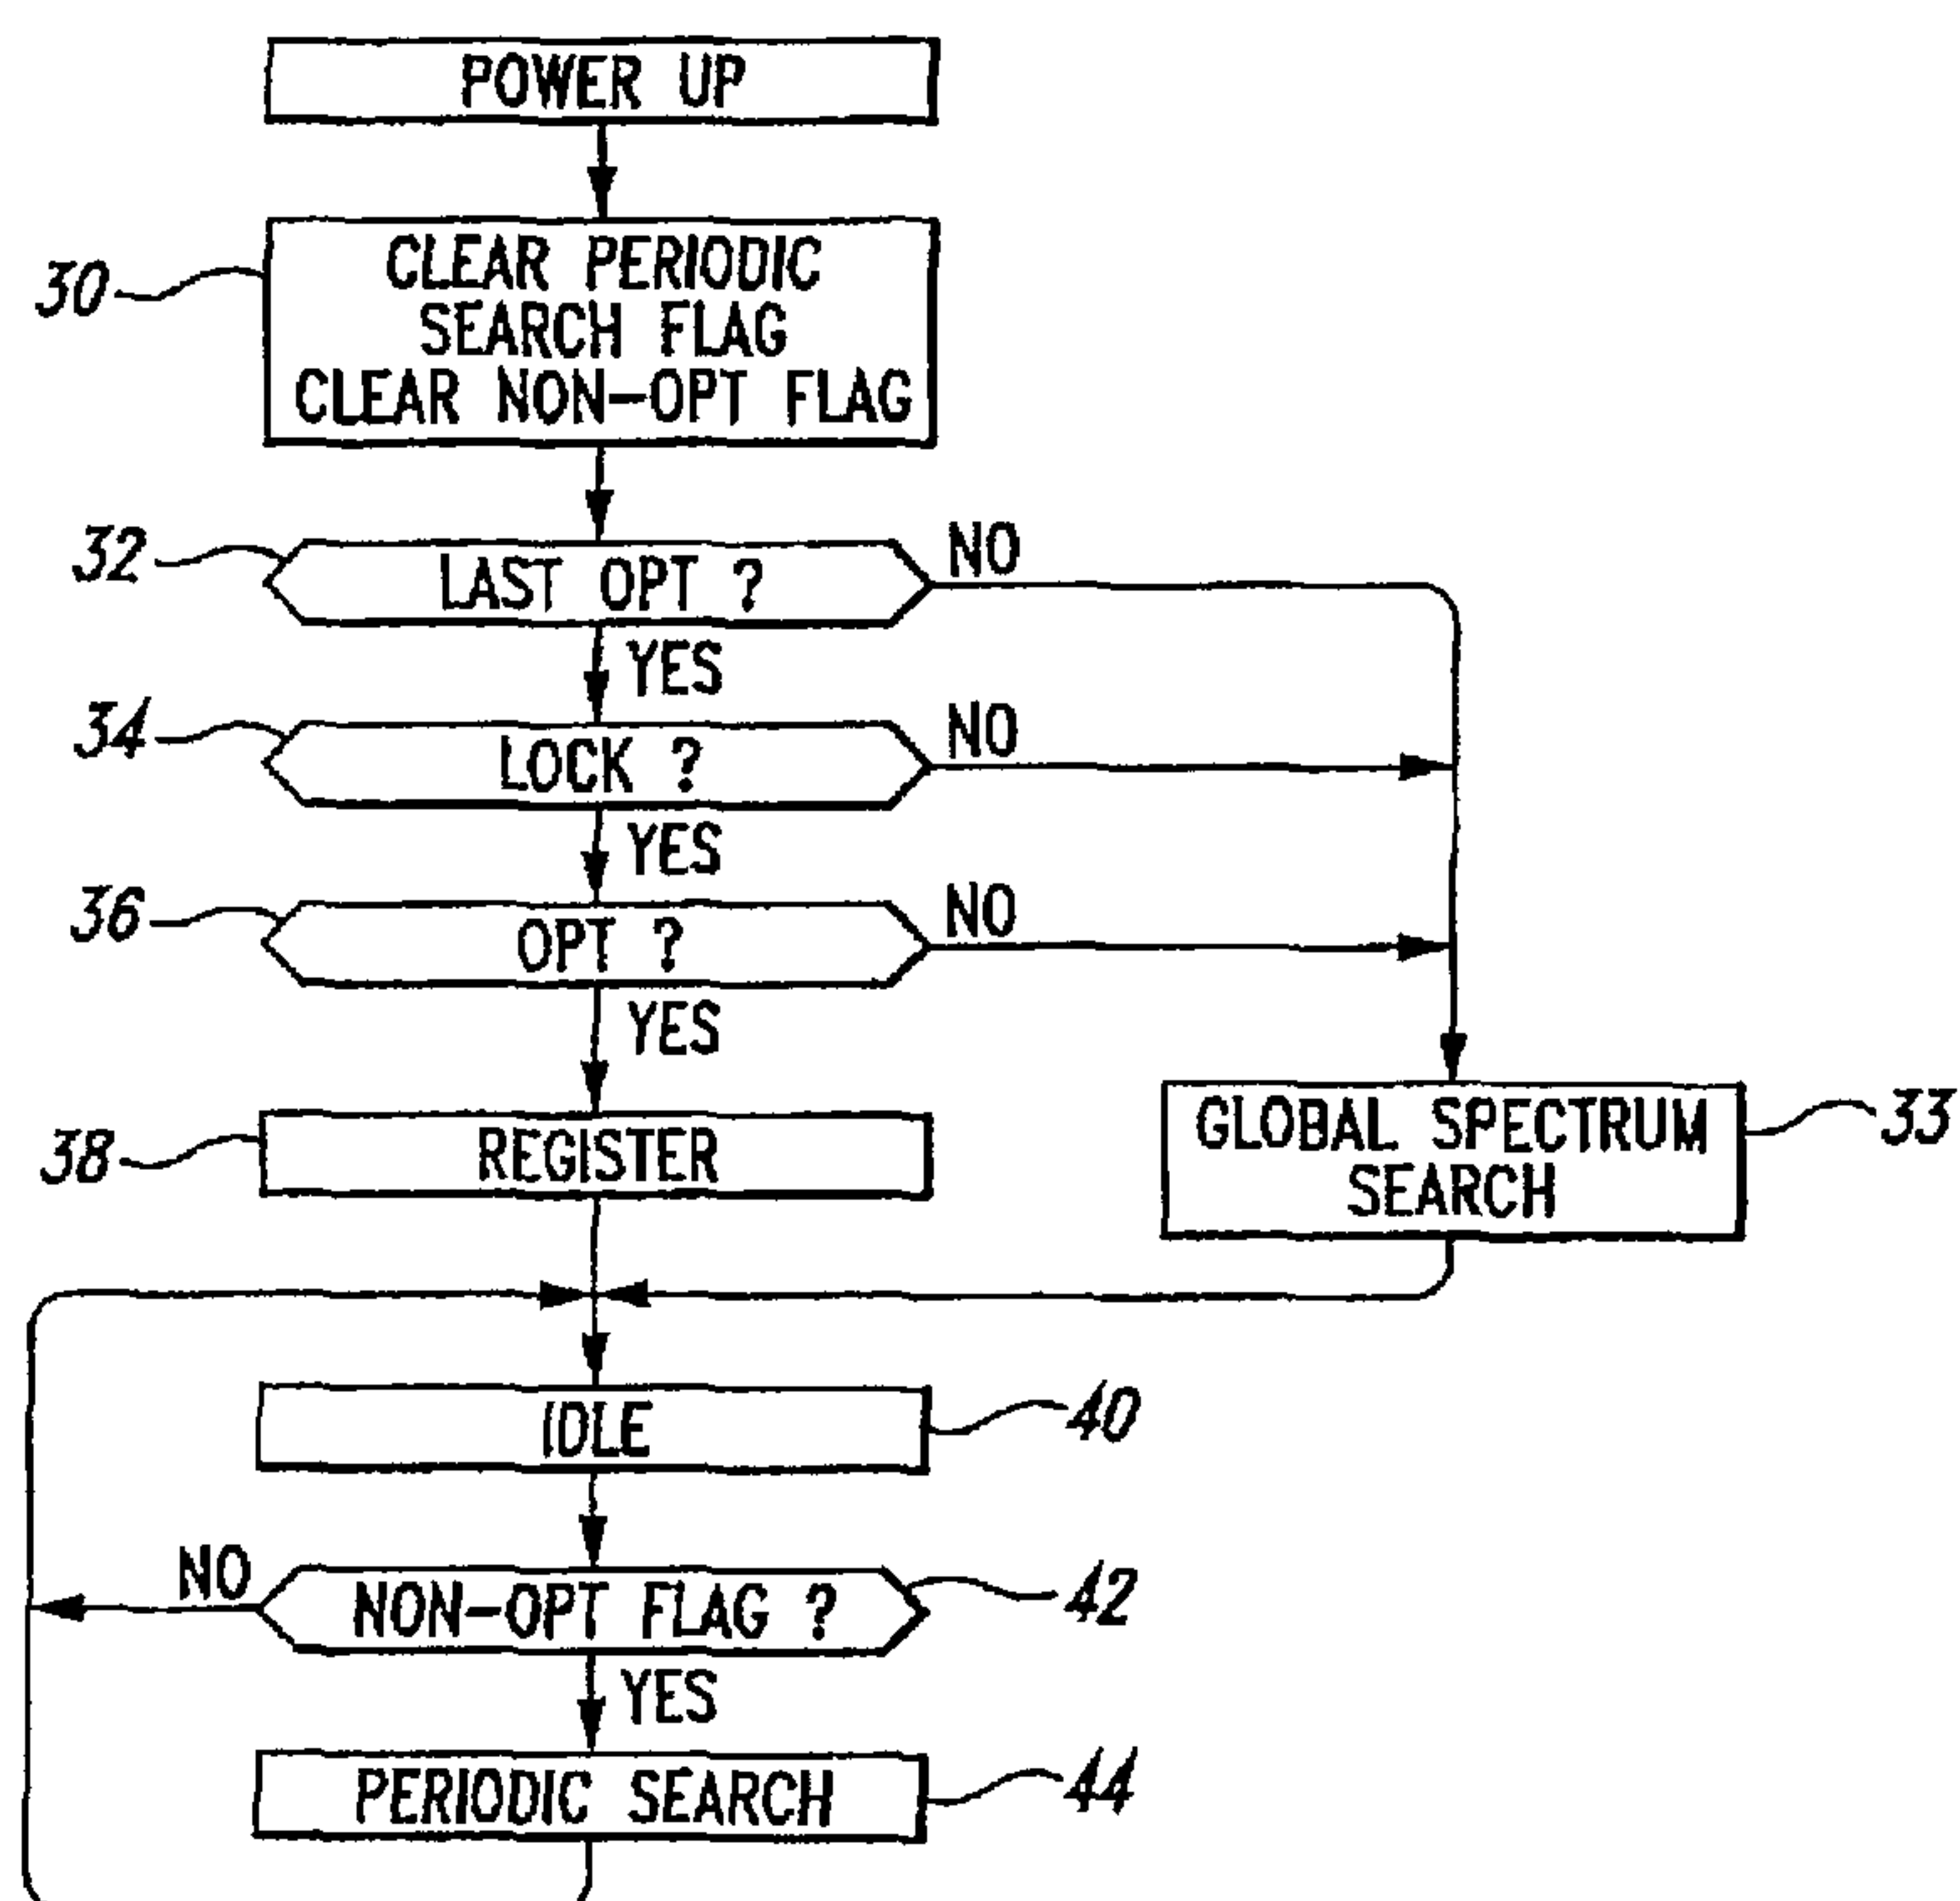 POWER UP
30
CLEAR PERIODIC
SEARCH FLAG
CLEAR NON-OPT FLAG
32
LAST OPT ?
NO
YES
34
LOCK ?
NO
YES
36
OPT ?
NO
YES
38
REGISTER
GLOBAL SPECTRUM
SEARCH
33
IDLE
40
NO
NON-OPT FLAG ?
42
YES
PERIODIC SEARCH
44